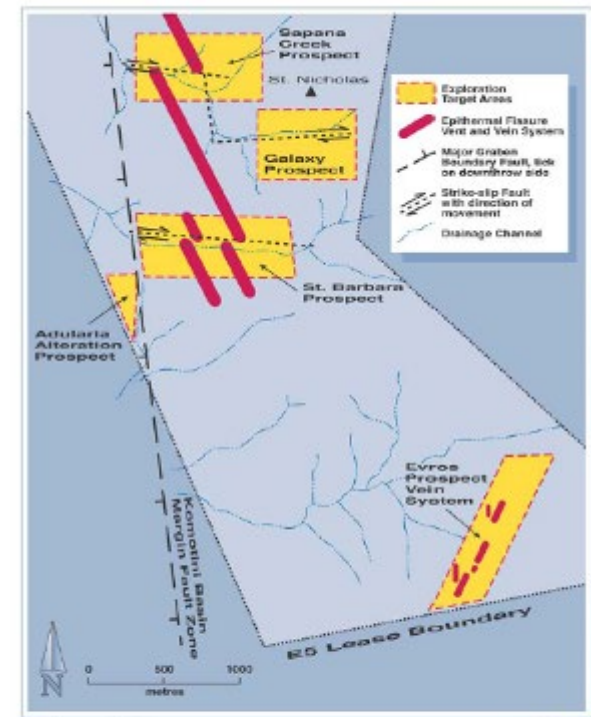 Sapana
Creek
Prospect
St. Nicholas
Galaxy
Prospect
Exploration
Target Areas
Epithermal Fissure
Vent and Vein System
Major Graben
Boundary Fault, tick
on downthrow side
Strike-slip Fault
with direction of
movement
Drainage Channel
St. Barbara
Prospect
Adularia
Alteration
Prospect
Evros
Prospect
Vein
System
Komotini Basin
Margin Fault Zone
E5 Lease Boundary
N
0 500 1000
metres